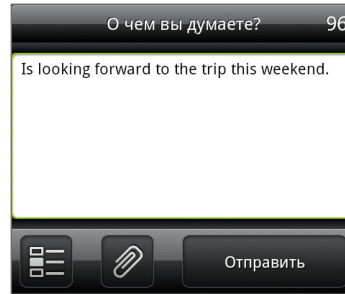 О чем вы думаете? 96
Is looking forward to the trip this weekend.
Отправить